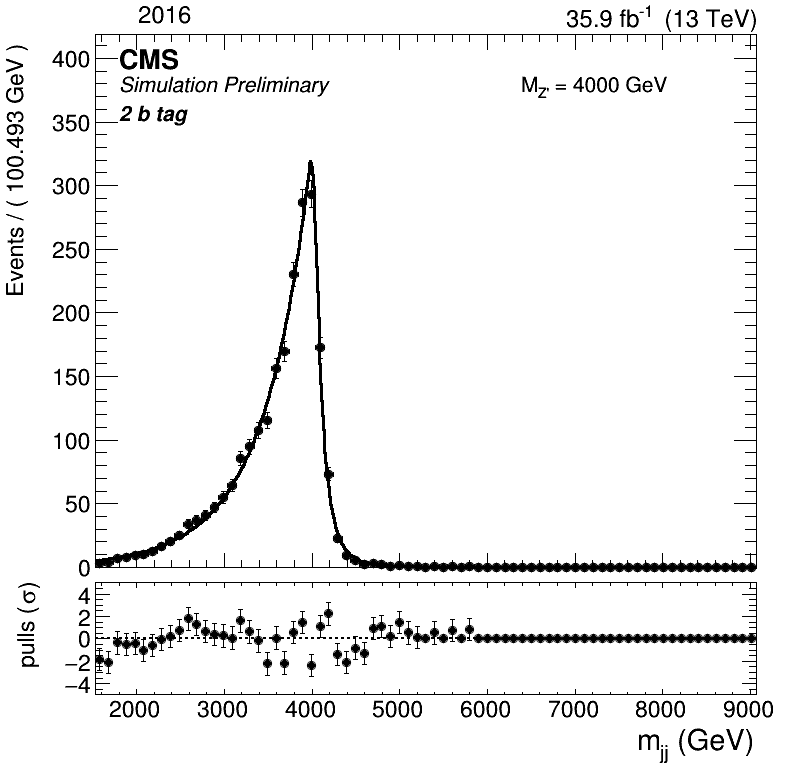 2016 35.9 fb⁻¹ (13 TeV)
CMS
Simulation Preliminary
2 b tag
M_Z' = 4000 GeV
Events / ( 100.493 GeV )
400
350
300
250
200
150
100
50
0
pulls (σ)
4
2
0
−2
−4
2000 3000 4000 5000 6000 7000 8000 9000
m_jj (GeV)